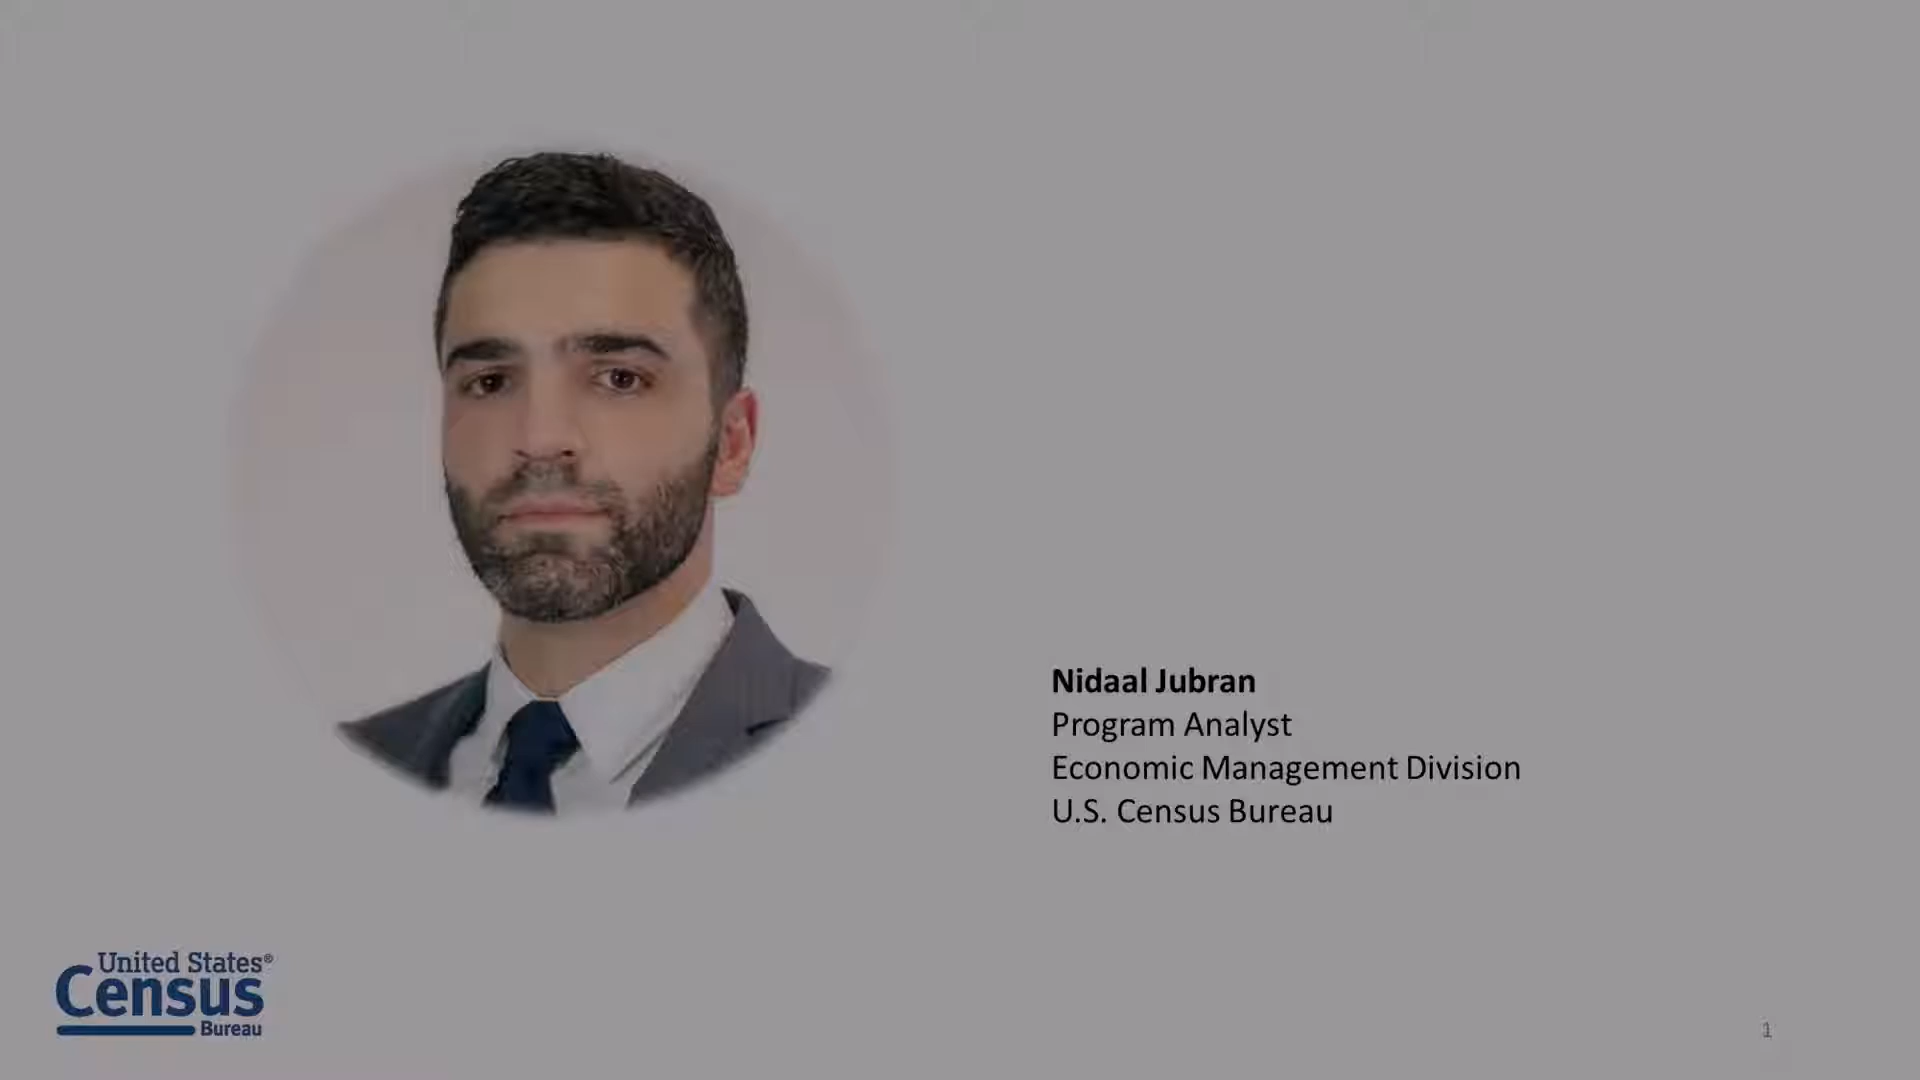 Nidaal Jubran
Program Analyst
Economic Management Division
U.S. Census Bureau
United States®
Census
Bureau
1